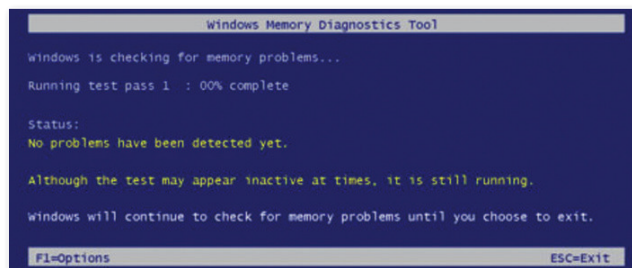 Windows Memory Diagnostics Tool
Windows is checking for memory problems...
Running test pass 1 : 00% complete
Status:
No problems have been detected yet.
Although the test may appear inactive at times, it is still running.
Windows will continue to check for memory problems until you choose to exit.
F1=Options ESC=Exit